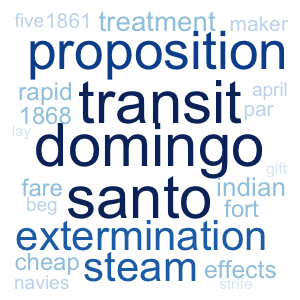 five 1861 treatment maker
proposition
rapid transit april
1868 par
lay domingo
santo gift
fare indian
beg fort
extermination
cheap steam effects
navies strife